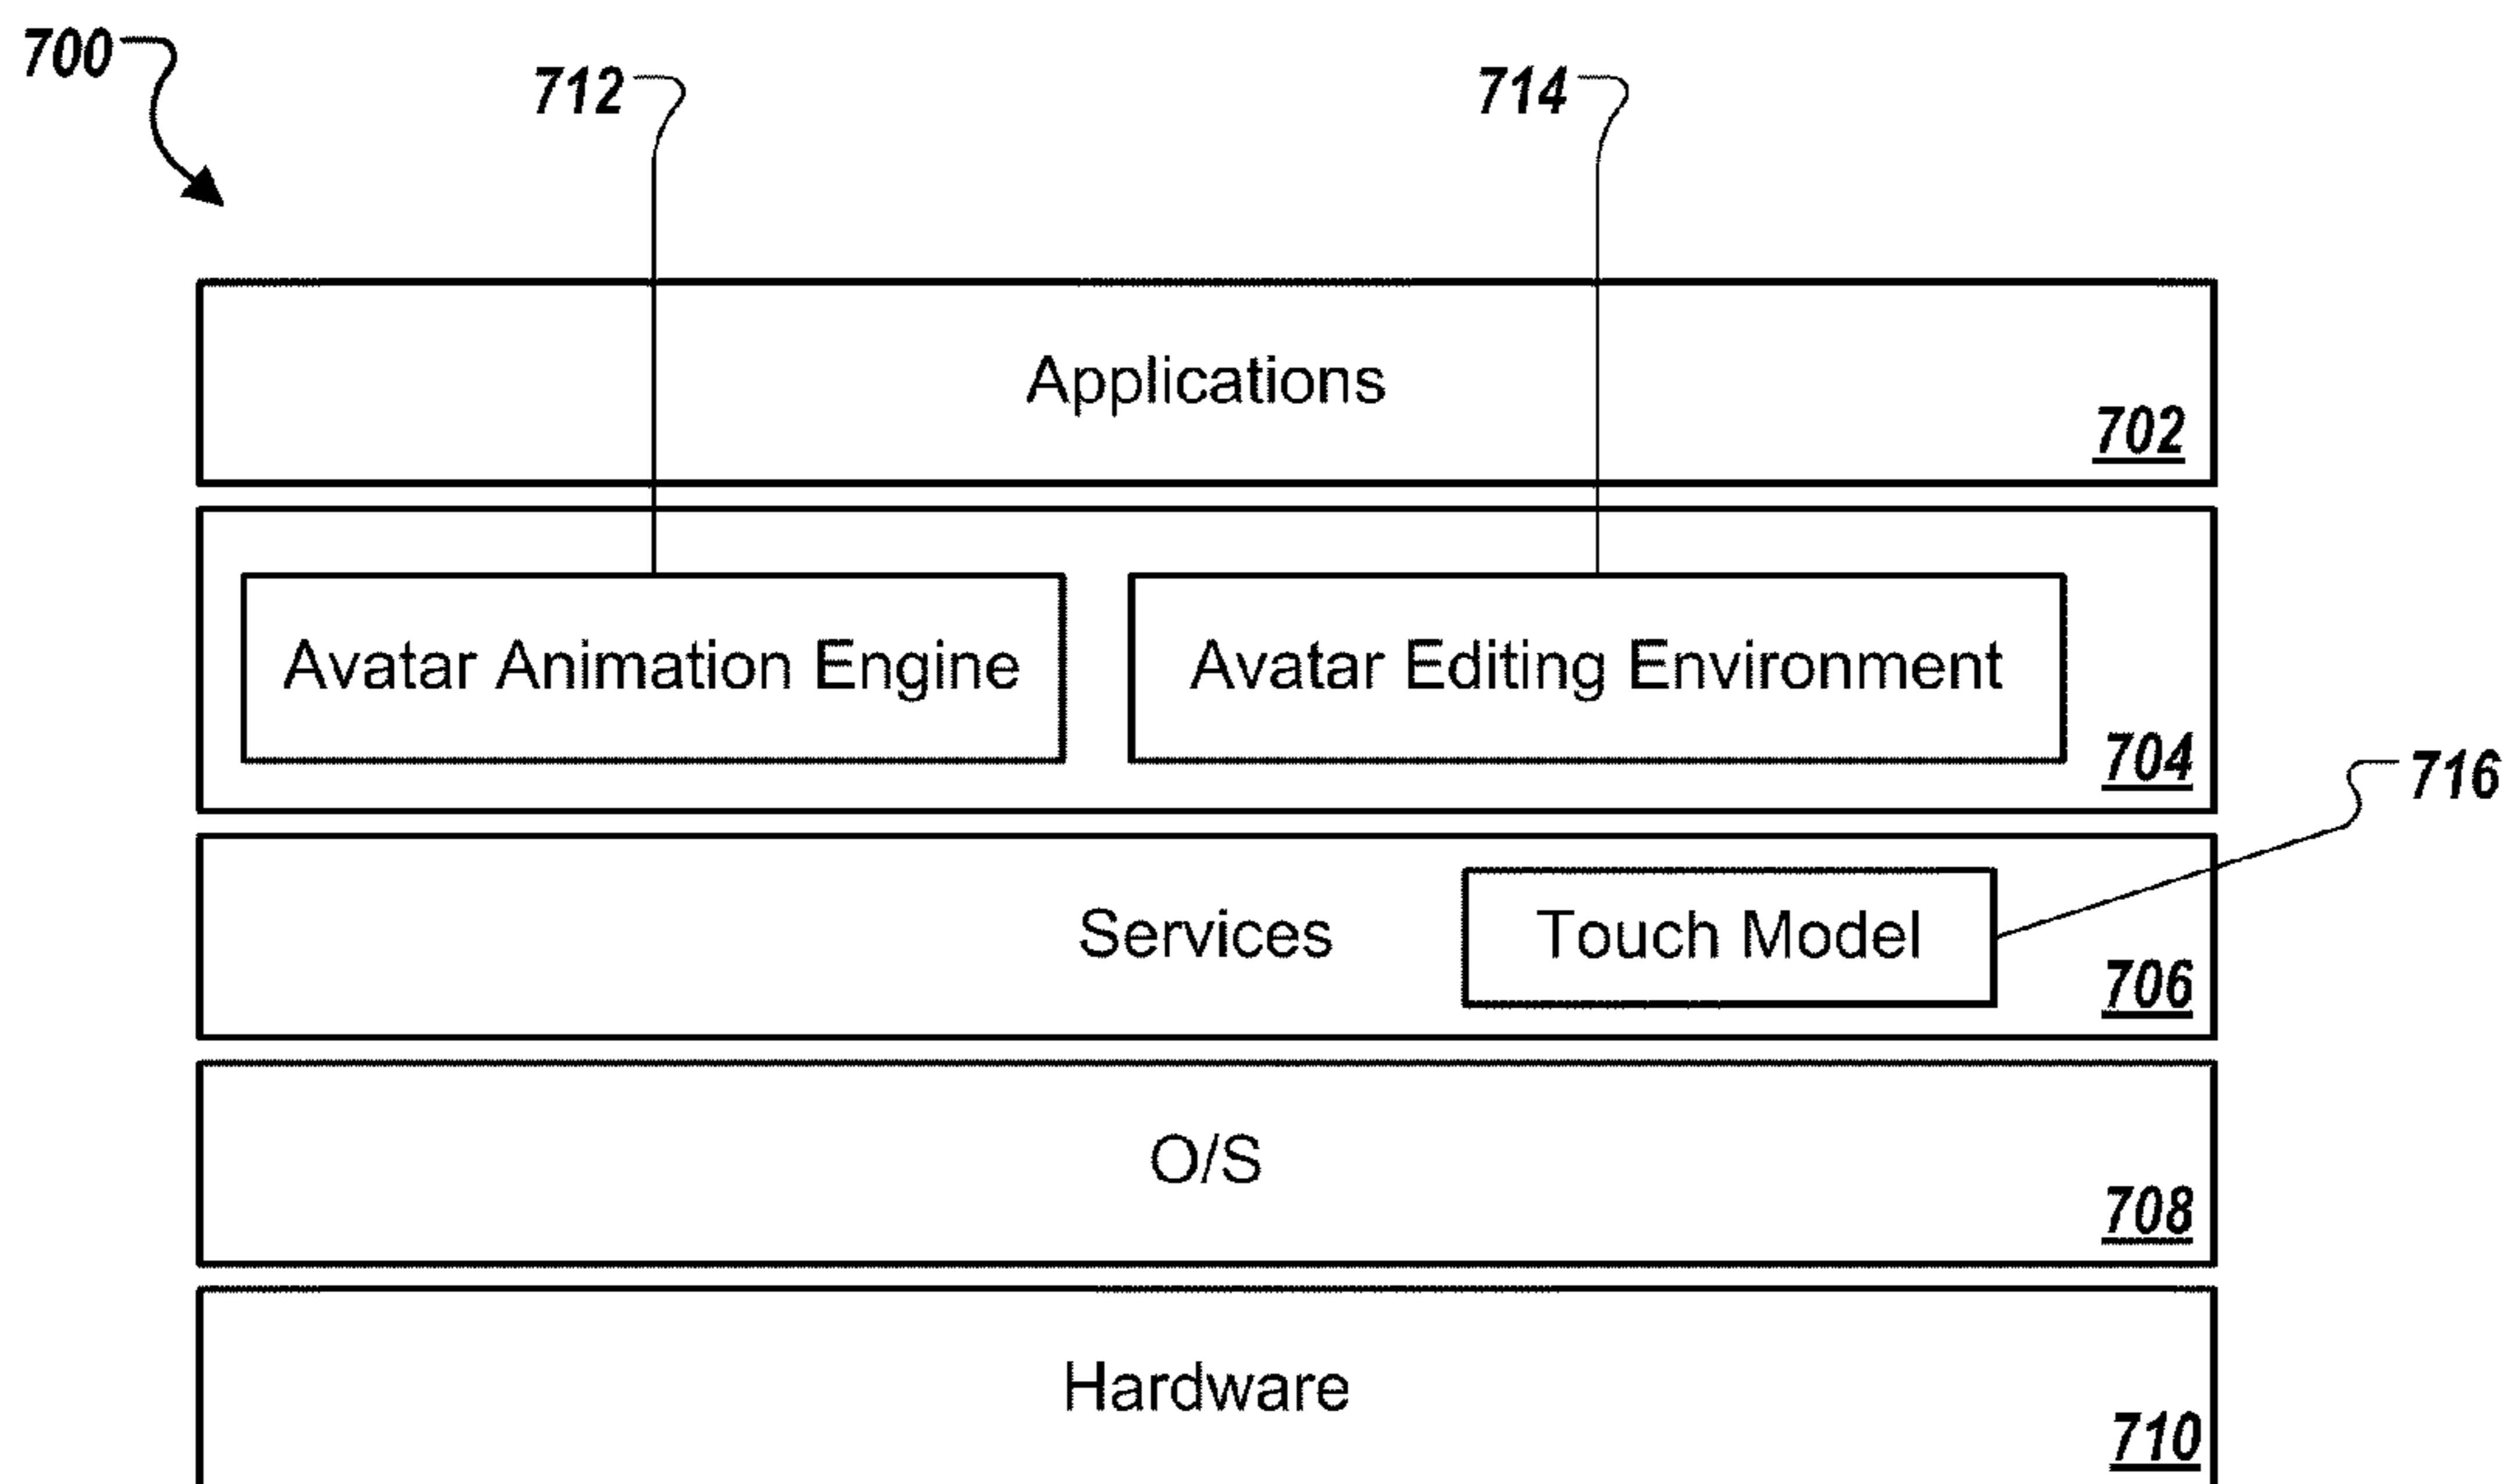 700
712
714
Applications
702
Avatar Animation Engine
Avatar Editing Environment
704
716
Services
Touch Model
706
O/S
708
Hardware
710